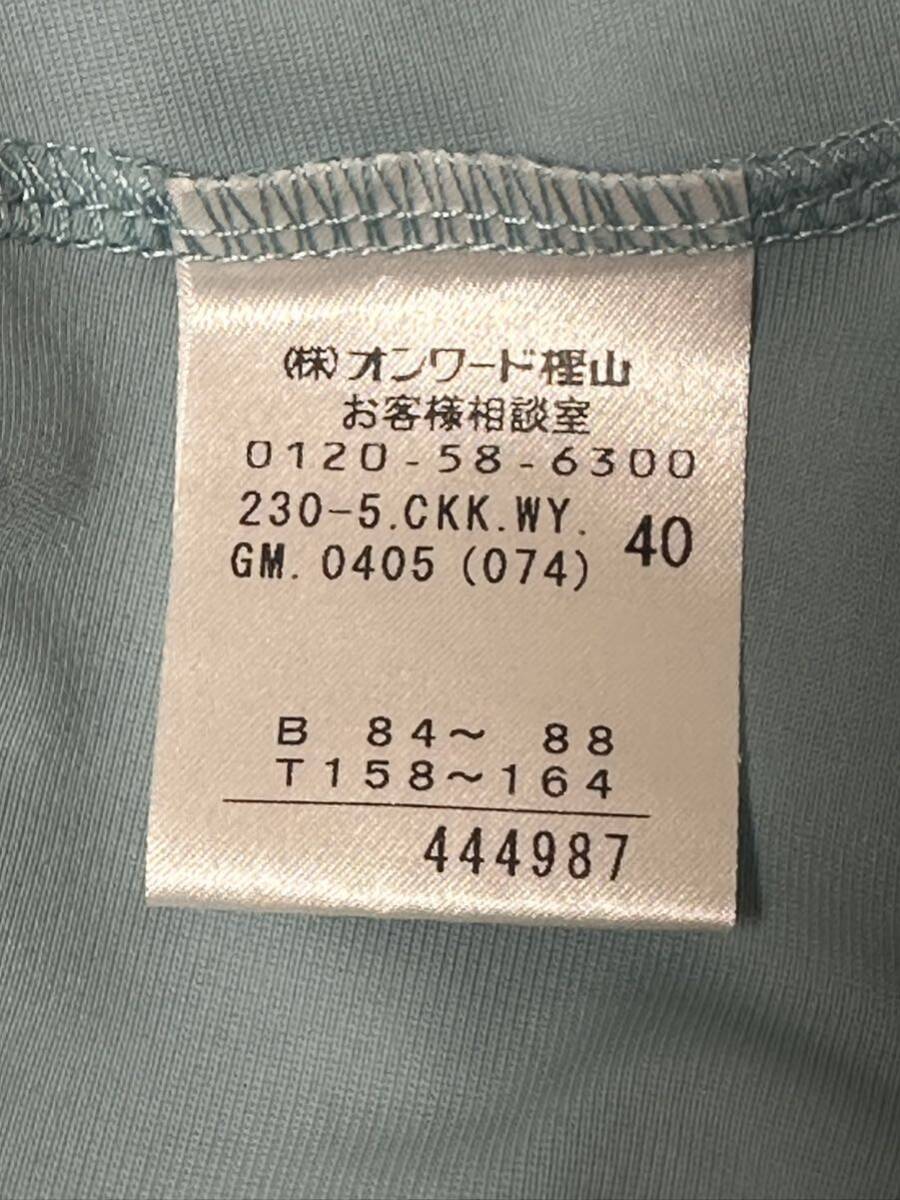 (株)オンワード樫山
お客様相談室
0120-58-6300
230-5.CKK.WY. 40
GM. 0405 (074)
B 84〜 88
T158〜164
444987